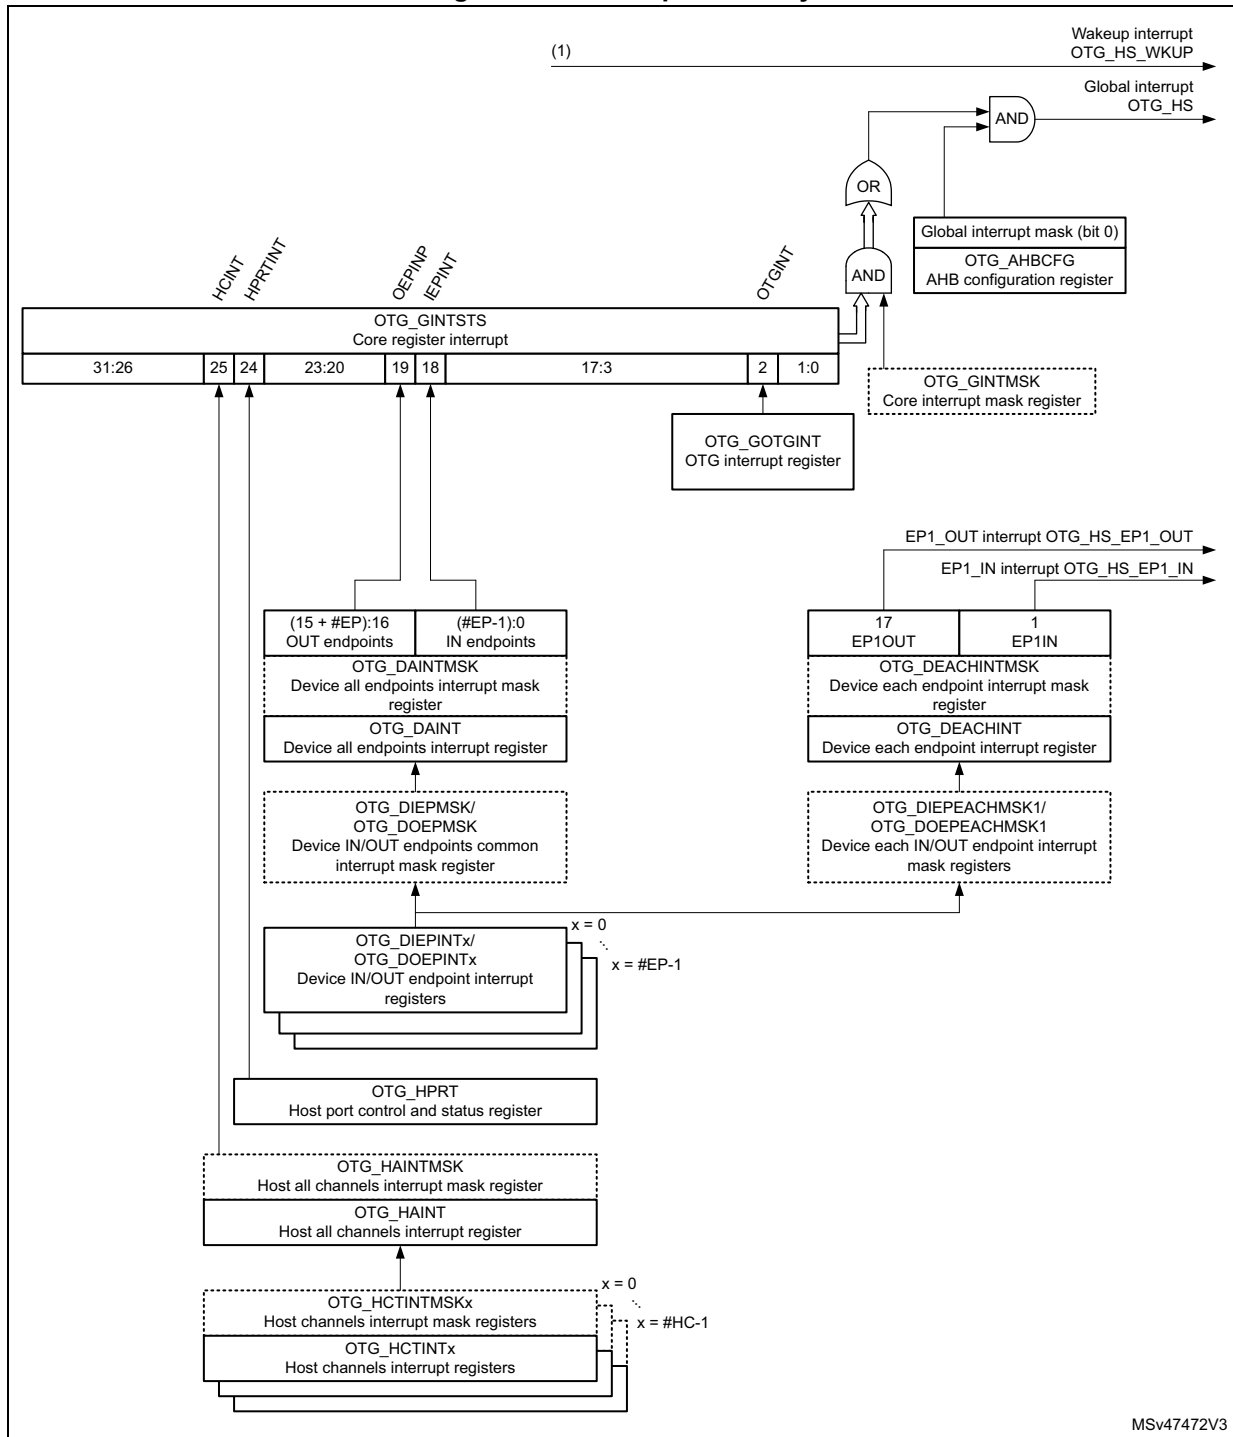 Wakeup interrupt
(1)
OTG_HS_WKUP
Global interrupt
OTG_HS
AND
OR
Global interrupt mask (bit 0)
OTG_AHBCFG
AHB configuration register
AND
HCINT
HPRTINT
OEPINP
IEPINT
OTGINT
OTG_GINTSTS
Core register interrupt
31:26
25
24
23:20
19
18
17:3
2
1:0
OTG_GINTMSK
Core interrupt mask register
OTG_GOTGINT
OTG interrupt register
EP1_OUT interrupt OTG_HS_EP1_OUT
EP1_IN interrupt OTG_HS_EP1_IN
(15 + #EP):16
OUT endpoints
(#EP-1):0
IN endpoints
OTG_DAINTMSK
Device all endpoints interrupt mask
register
OTG_DAINT
Device all endpoints interrupt register
17
EP1OUT
1
EP1IN
OTG_DEACHINTMSK
Device each endpoint interrupt mask
register
OTG_DEACHINT
Device each endpoint interrupt register
OTG_DIEPMSK/
OTG_DOEPMSK
Device IN/OUT endpoints common
interrupt mask register
OTG_DIEPEACHMSK1/
OTG_DOEPEACHMSK1
Device each IN/OUT endpoint interrupt
mask registers
x = 0
x = #EP-1
OTG_DIEPINTx/
OTG_DOEPINTx
Device IN/OUT endpoint interrupt
registers
OTG_HPRT
Host port control and status register
OTG_HAINTMSK
Host all channels interrupt mask register
OTG_HAINT
Host all channels interrupt register
x = 0
x = #HC-1
OTG_HCTINTMSKx
Host channels interrupt mask registers
OTG_HCTINTx
Host channels interrupt registers
MSv47472V3